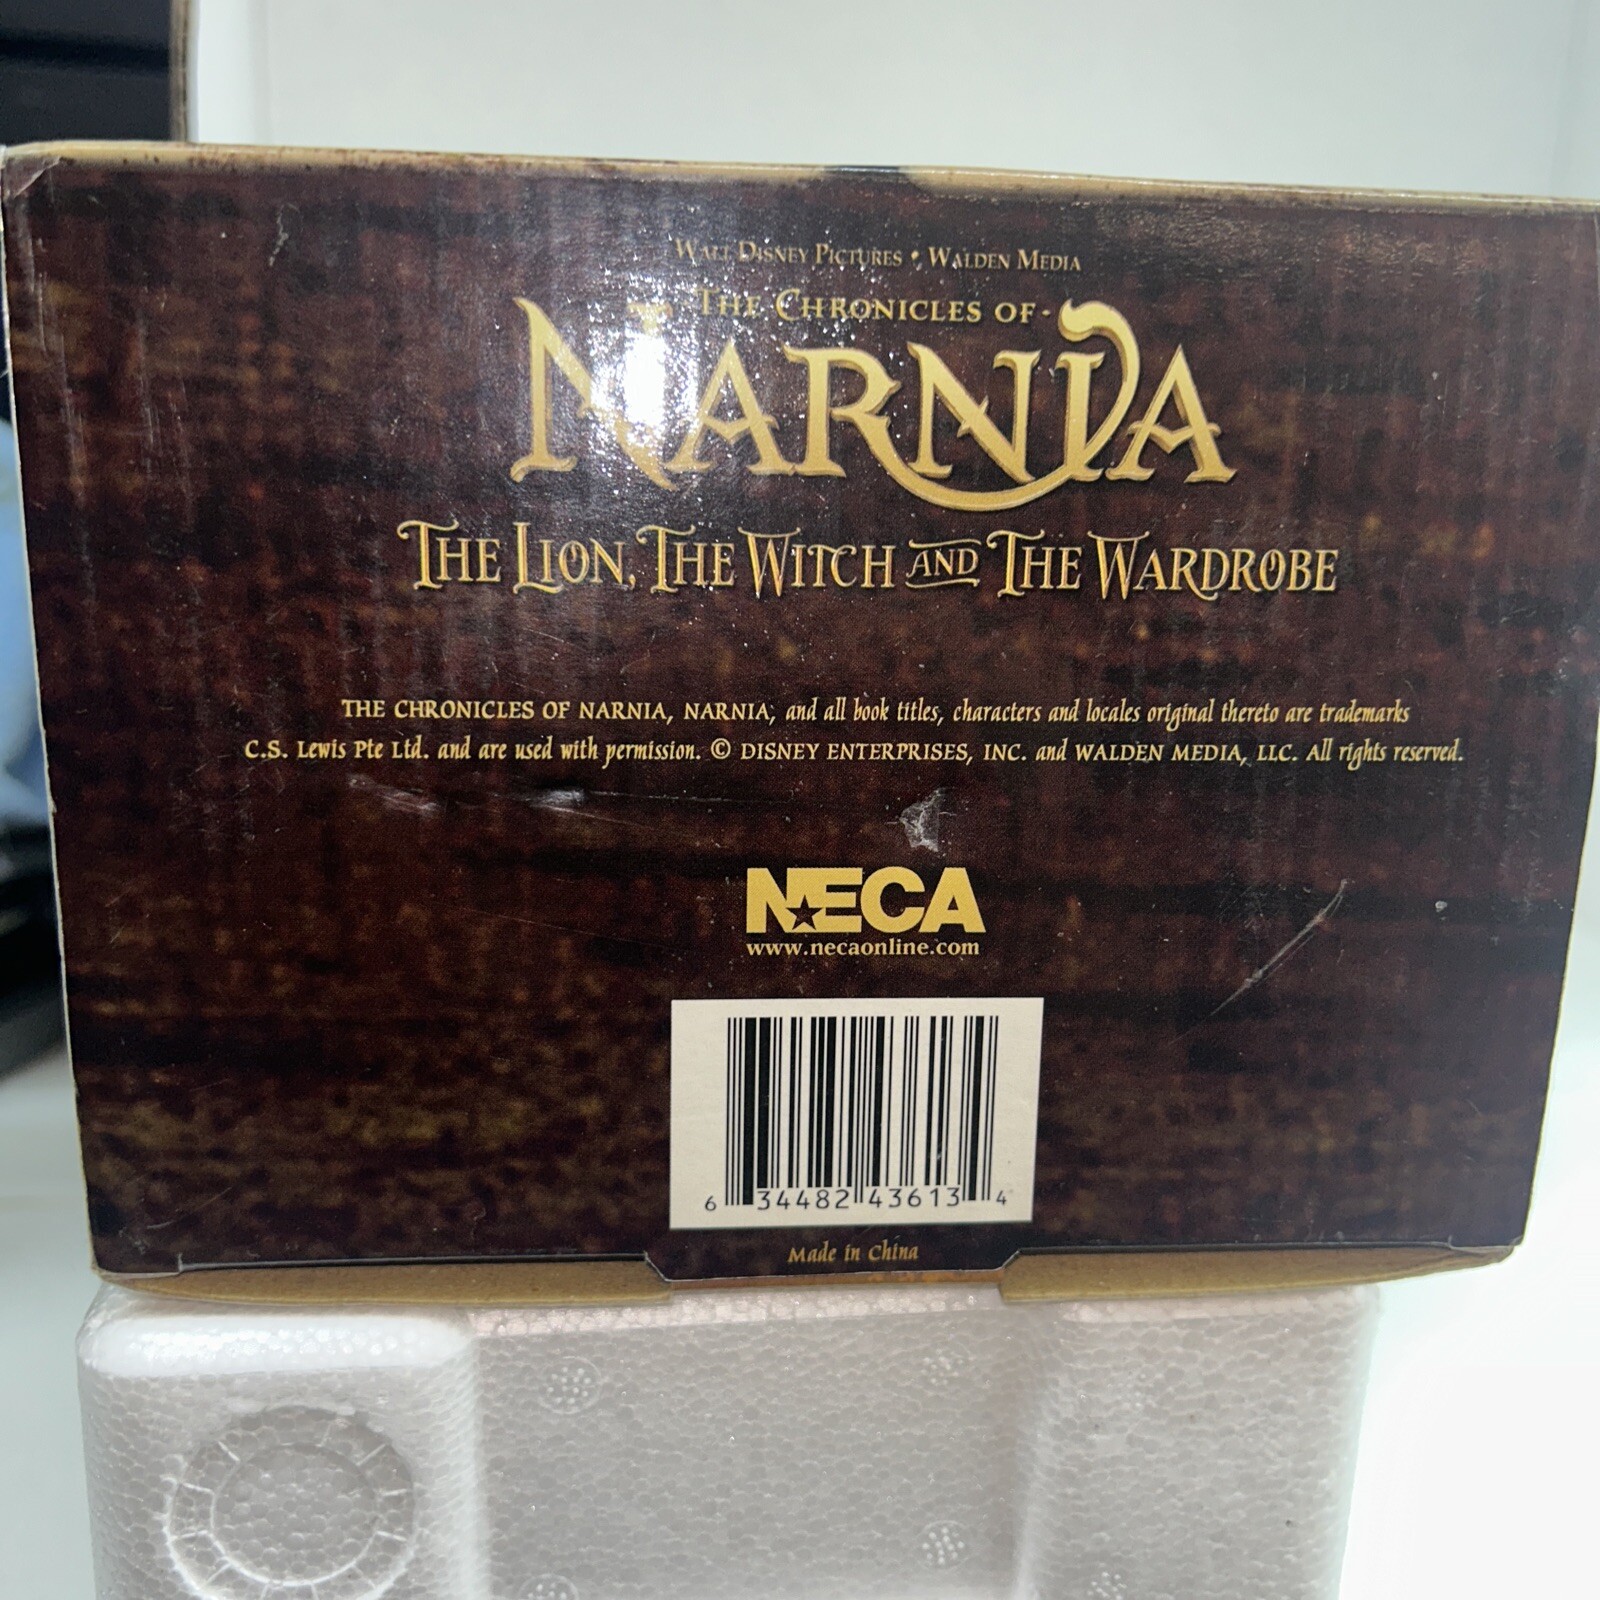 WALT DISNEY PICTURES • WALDEN MEDIA
THE CHRONICLES OF
NARNIA
THE LION, THE WITCH AND THE WARDROBE
THE CHRONICLES OF NARNIA, NARNIA, and all book titles, characters and locales original thereto are trademarks
C.S. Lewis Pte Ltd. and are used with permission. © DISNEY ENTERPRISES, INC. and WALDEN MEDIA, LLC. All rights reserved.
NECA
www.necaonline.com
6 34482 43613 4
Made in China